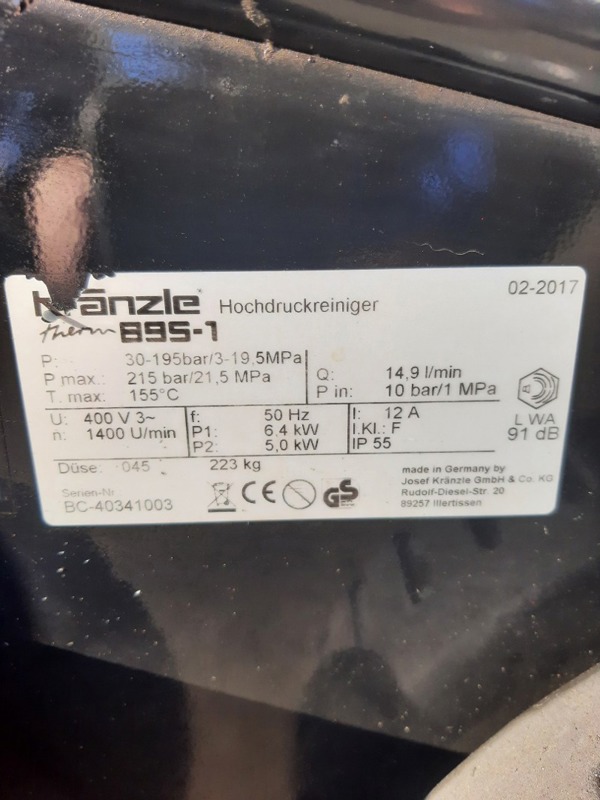 Kränzle Hochdruckreiniger 02-2017
therm 895-1
P: 30-195bar/3-19,5MPa
P max.: 215 bar/21,5 MPa
T. max.: 155°C
Q: 14,9 l/min
P in: 10 bar/1 MPa
U: 400 V 3~
n: 1400 U/min
f: 50 Hz
P1: 6,4 kW
P2: 5,0 kW
I: 12 A
I.Kl.: F
IP 55
L WA
91 dB
Düse: 045 223 kg
Serien-Nr.
BC-40341003
CE GS
made in Germany by
Josef Kränzle GmbH & Co. KG
Rudolf-Diesel-Str. 20
89257 Illertissen